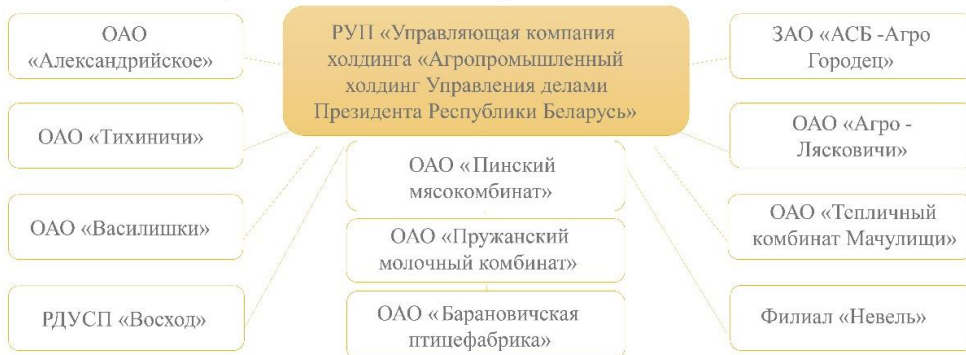 ОАО
«Александрийское»
ОАО «Тихиничи»
ОАО «Василишки»
РДУСП «Восход»
РУП «Управляющая компания
холдинга «Агропромышленный
холдинг Управления делами
Президента Республики Беларусь»
ОАО «Пинский
мясокомбинат»
ОАО «Пружанский
молочный комбинат»
ОАО «Барановичская
птицефабрика»
ЗАО «АСБ -Агро
Городец»
ОАО «Агро -
Лясковичи»
ОАО «Тепличный
комбинат Мачулищи»
Филиал «Невель»